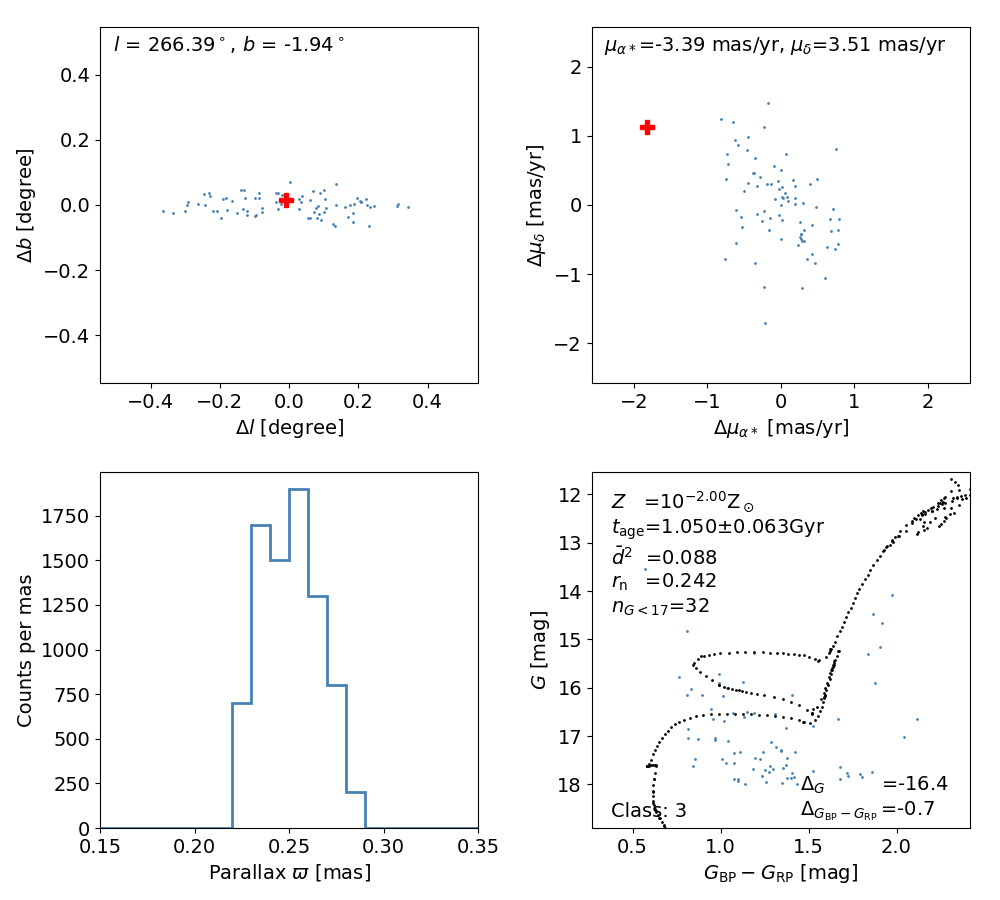 l = 266.39°, b = -1.94°
0.4
0.2
0.0
−0.2
−0.4
Δb [degree]
−0.4 −0.2 0.0 0.2 0.4
Δl [degree]
μα∗=-3.39 mas/yr, μδ=3.51 mas/yr
2
1
0
−1
−2
Δμδ [mas/yr]
−2 −1 0 1 2
Δμα∗ [mas/yr]
1750
1500
1250
1000
750
500
250
0
Counts per mas
0.15 0.20 0.25 0.30 0.35
Parallax ϖ [mas]
Z =10^−2.00 Z⊙
t_age=1.050±0.063Gyr
d̄² =0.088
r_n =0.242
n_G<17=32
12
13
14
15
16
17
18
G [mag]
Δ_G =-16.4
Δ_GBP−GRP =-0.7
Class: 3
0.5 1.0 1.5 2.0
G_BP − G_RP [mag]